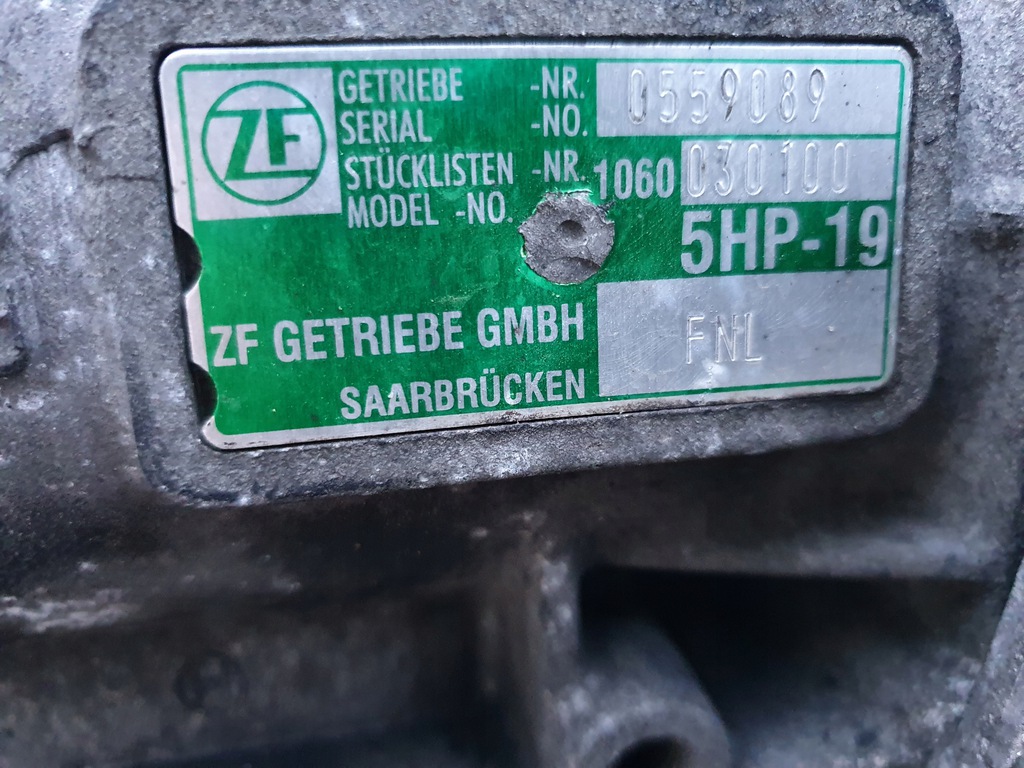 ZF
GETRIEBE -NR. 0559089
SERIAL -NO.
STÜCKLISTEN -NR. 1060 030100
MODEL -NO.
5HP-19
ZF GETRIEBE GMBH
FNL
SAARBRÜCKEN